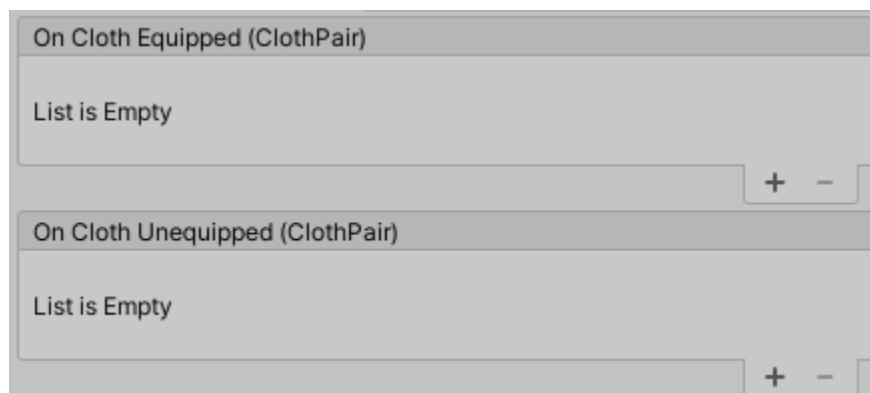 On Cloth Equipped (ClothPair)
List is Empty
+ −
On Cloth Unequipped (ClothPair)
List is Empty
+ −